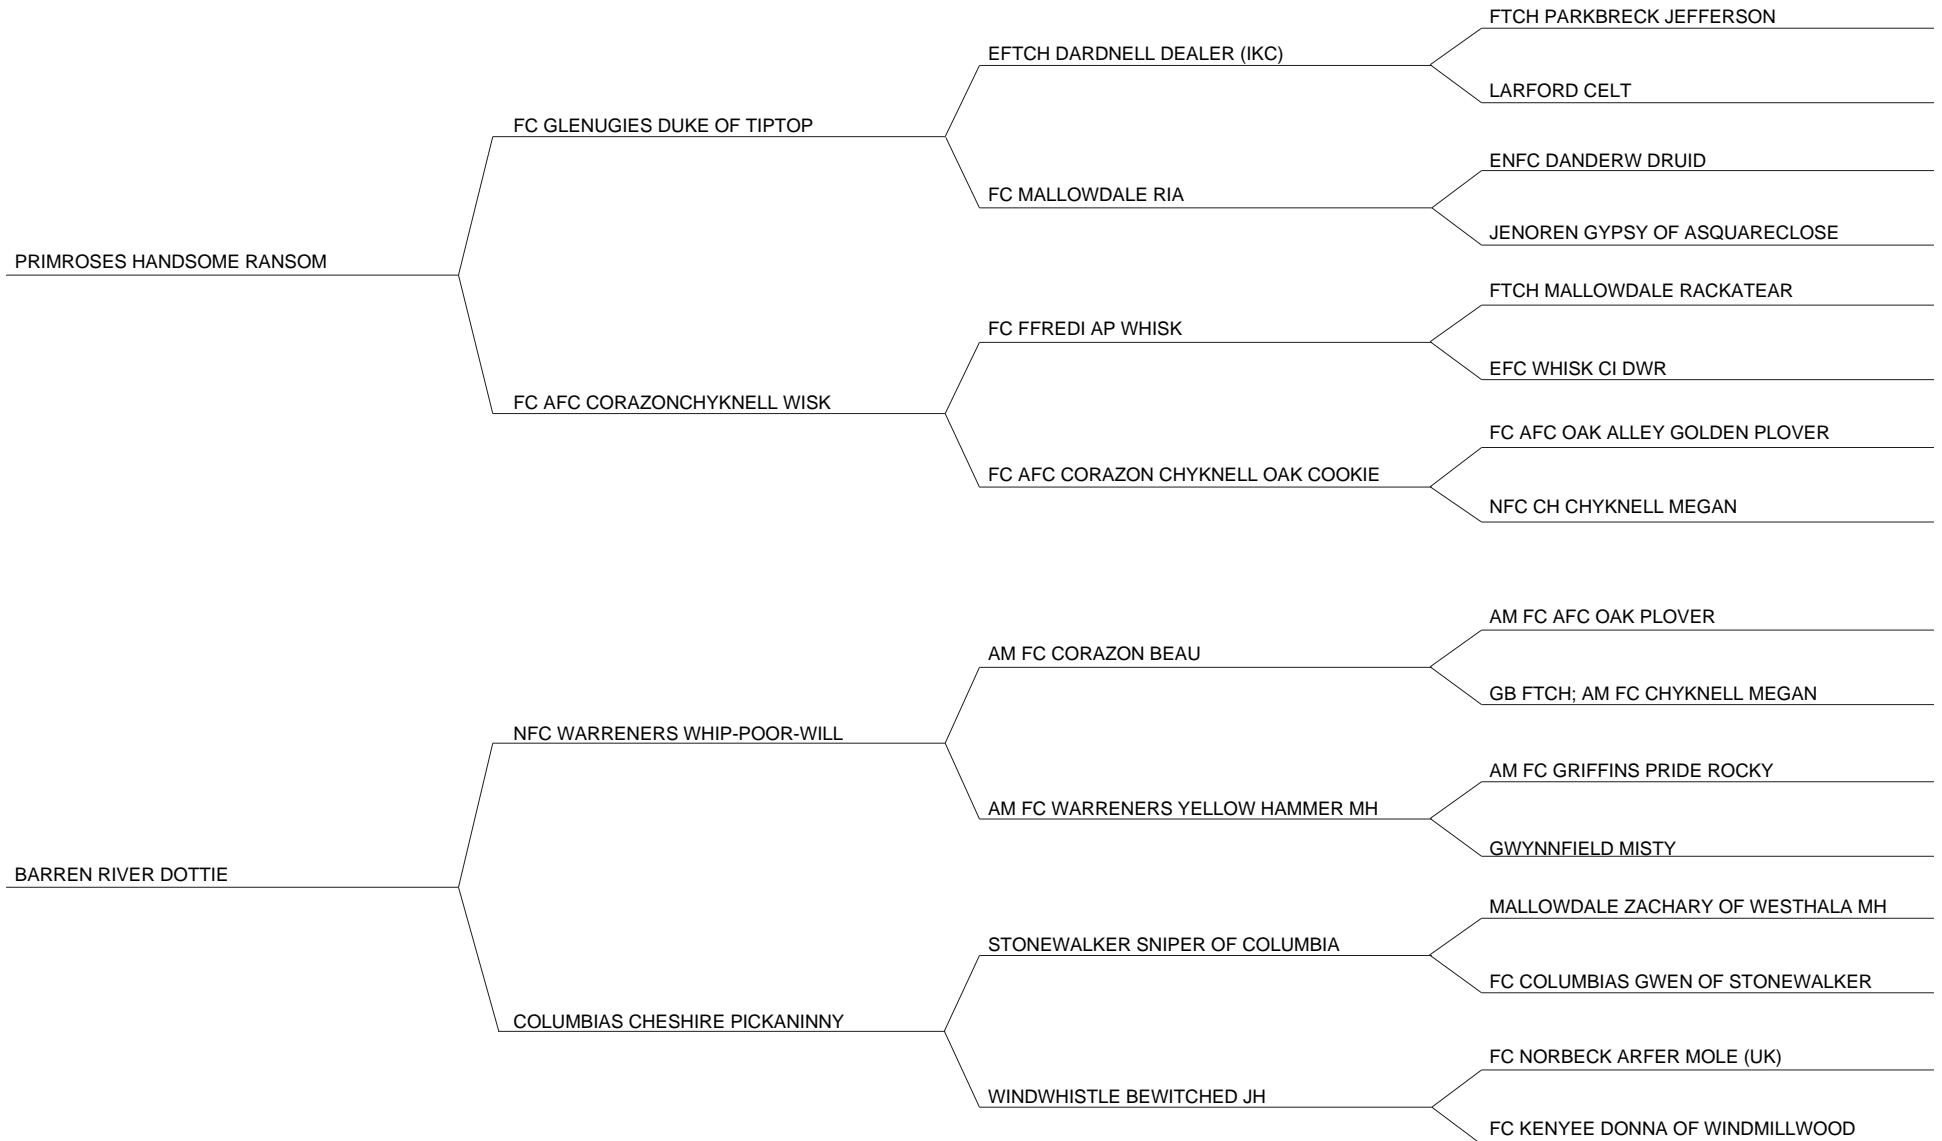 FTCH PARKBRECK JEFFERSON
EFTCH DARDNELL DEALER (IKC)
LARFORD CELT
FC GLENUGIES DUKE OF TIPTOP
ENFC DANDERW DRUID
FC MALLOWDALE RIA
JENOREN GYPSY OF ASQUARECLOSE
PRIMROSES HANDSOME RANSOM
FTCH MALLOWDALE RACKATEAR
FC FFREDI AP WHISK
EFC WHISK CI DWR
FC AFC CORAZONCHYKNELL WISK
FC AFC OAK ALLEY GOLDEN PLOVER
FC AFC CORAZON CHYKNELL OAK COOKIE
NFC CH CHYKNELL MEGAN
AM FC AFC OAK PLOVER
AM FC CORAZON BEAU
GB FTCH; AM FC CHYKNELL MEGAN
NFC WARRENERS WHIP-POOR-WILL
AM FC GRIFFINS PRIDE ROCKY
AM FC WARRENERS YELLOW HAMMER MH
GWYNNFIELD MISTY
BARREN RIVER DOTTIE
MALLOWDALE ZACHARY OF WESTHALA MH
STONEWALKER SNIPER OF COLUMBIA
FC COLUMBIAS GWEN OF STONEWALKER
COLUMBIAS CHESHIRE PICKANINNY
FC NORBECK ARFER MOLE (UK)
WINDWHISTLE BEWITCHED JH
FC KENYEE DONNA OF WINDMILLWOOD